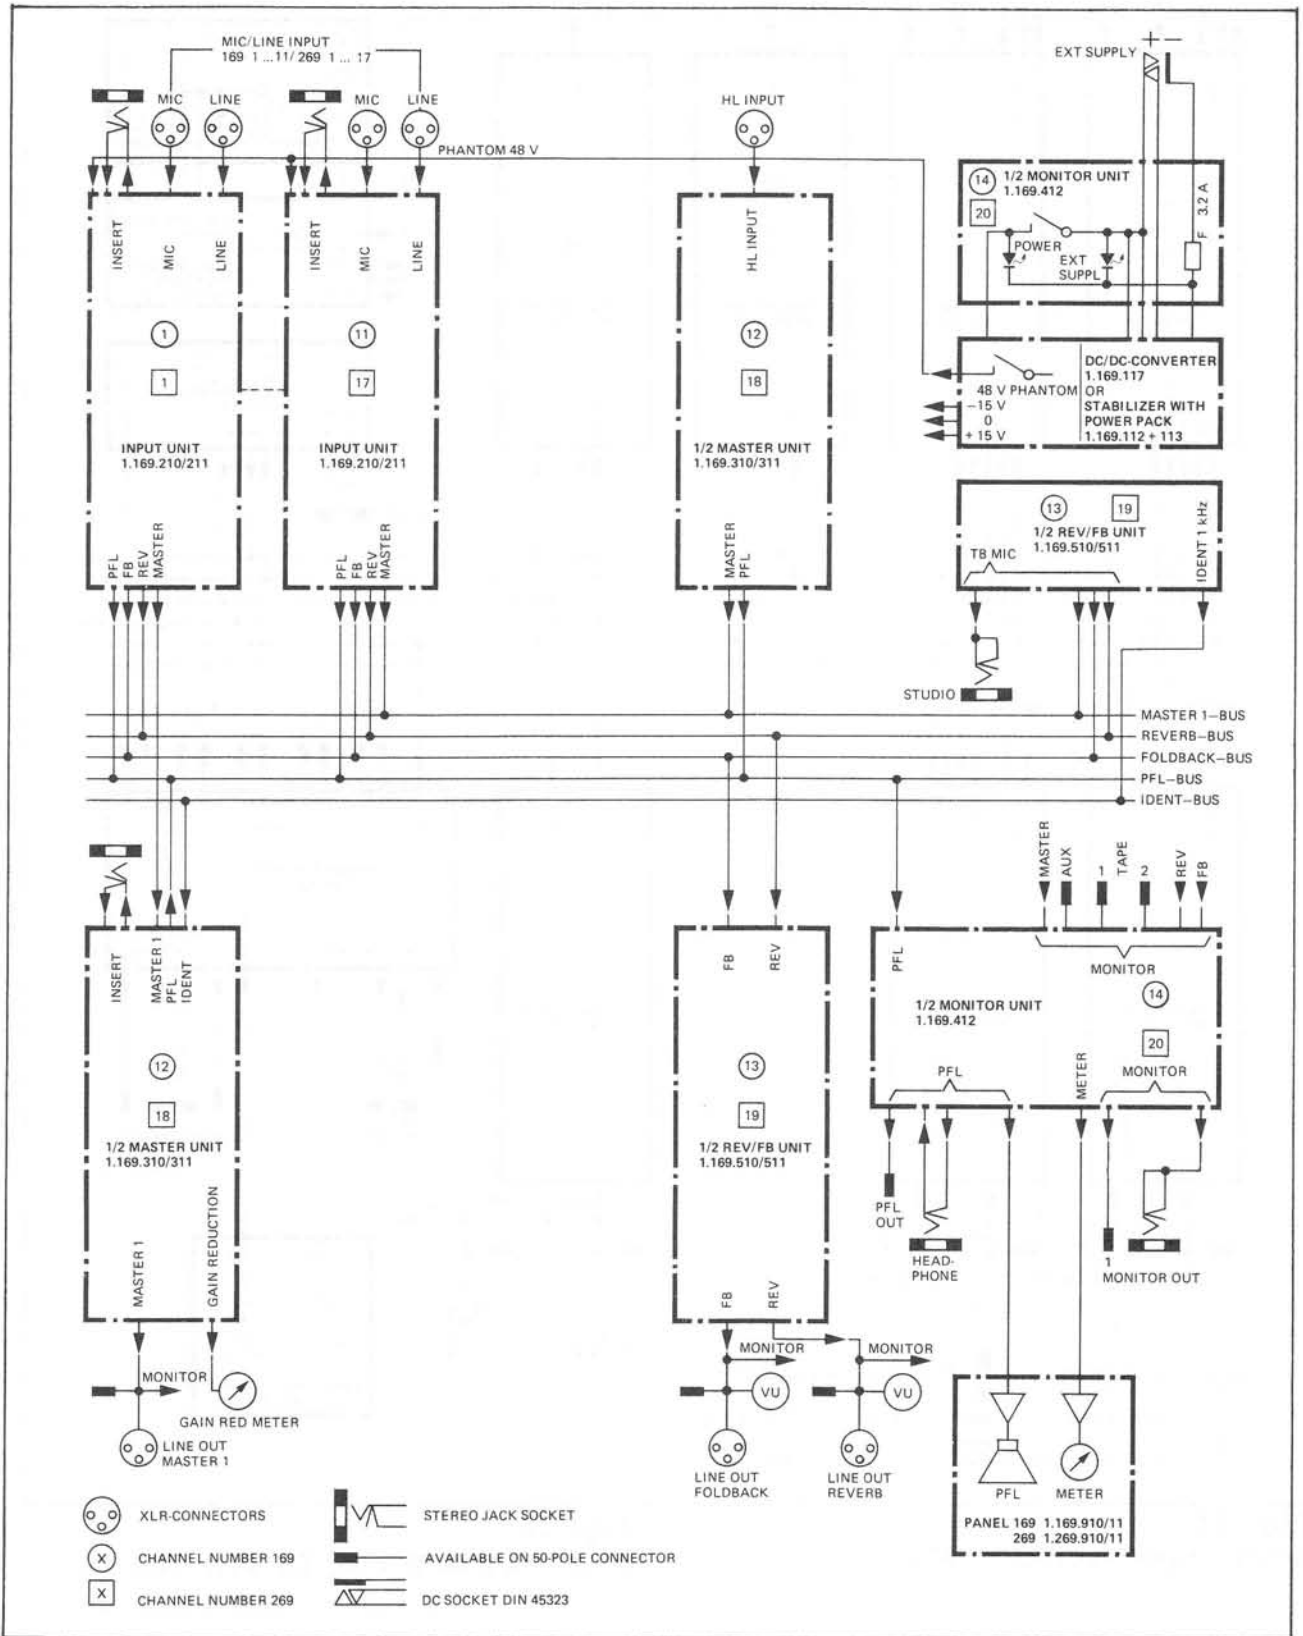 MIC/LINE INPUT
169 1 ...11/ 269 1 ... 17
MIC
LINE
MIC
LINE
HL INPUT
EXT SUPPLY
+ −
PHANTOM 48 V
INSERT
MIC
LINE
1
1
INPUT UNIT
1.169.210/211
PFL
FB
REV
MASTER
INSERT
MIC
LINE
11
17
INPUT UNIT
1.169.210/211
PFL
FB
REV
MASTER
HL INPUT
12
18
1/2 MASTER UNIT
1.169.310/311
MASTER
PFL
14
1/2 MONITOR UNIT
1.169.412
20
POWER
EXT
SUPPL
F 3.2 A
DC/DC-CONVERTER
1.169.117
48 V PHANTOM
OR
−15 V
STABILIZER WITH
0
POWER PACK
+15 V
1.169.112 + 113
13
19
1/2 REV/FB UNIT
1.169.510/511
TB MIC
IDENT 1 kHz
STUDIO
MASTER 1−BUS
REVERB−BUS
FOLDBACK−BUS
PFL−BUS
IDENT−BUS
INSERT
MASTER 1
PFL
IDENT
12
18
1/2 MASTER UNIT
1.169.310/311
MASTER 1
GAIN REDUCTION
MONITOR
GAIN RED METER
LINE OUT
MASTER 1
FB
REV
13
19
1/2 REV/FB UNIT
1.169.510/511
FB
REV
MONITOR
MONITOR
VU
VU
LINE OUT
FOLDBACK
LINE OUT
REVERB
MASTER
AUX
1
TAPE
2
REV
FB
PFL
MONITOR
14
1/2 MONITOR UNIT
1.169.412
20
PFL
METER
MONITOR
PFL
OUT
HEAD-
PHONE
1
MONITOR OUT
PFL
METER
PANEL 169 1.169.910/11
269 1.269.910/11
XLR-CONNECTORS
STEREO JACK SOCKET
X
CHANNEL NUMBER 169
AVAILABLE ON 50-POLE CONNECTOR
X
CHANNEL NUMBER 269
DC SOCKET DIN 45323